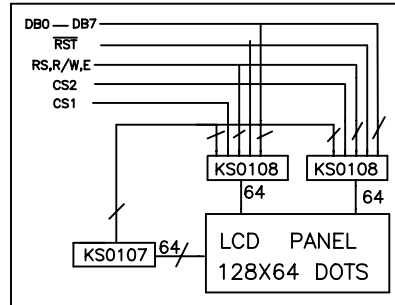 DB0 — DB7
RST
RS,R/W,E
CS2
CS1
KS0108 KS0108
64 64
KS0107 64
LCD PANEL
128X64 DOTS